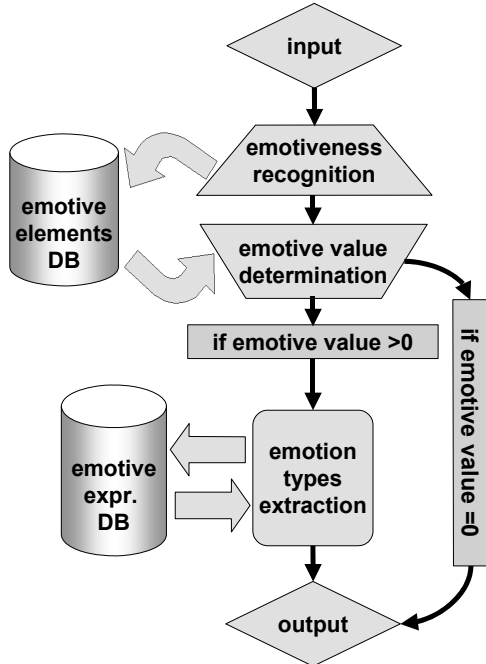 input
emotiveness
recognition
emotive
elements
DB
emotive value
determination
if emotive value >0
if emotive value =0
emotive
expr.
DB
emotion
types
extraction
output